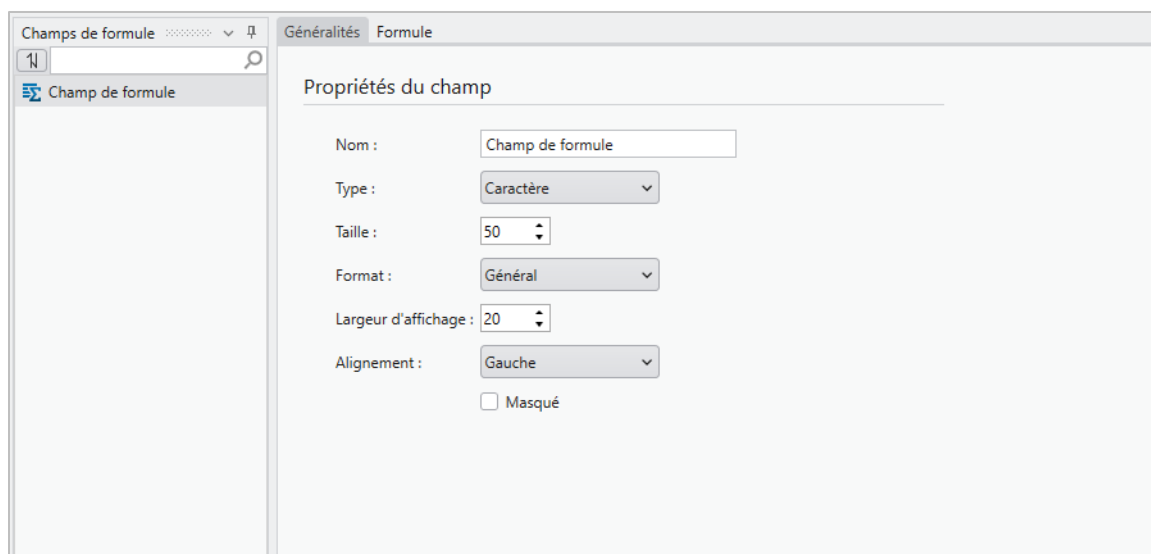 Champs de formule
Champ de formule
Généralités Formule
Propriétés du champ
Nom : Champ de formule
Type : Caractère
Taille : 50
Format : Général
Largeur d'affichage : 20
Alignement : Gauche
Masqué